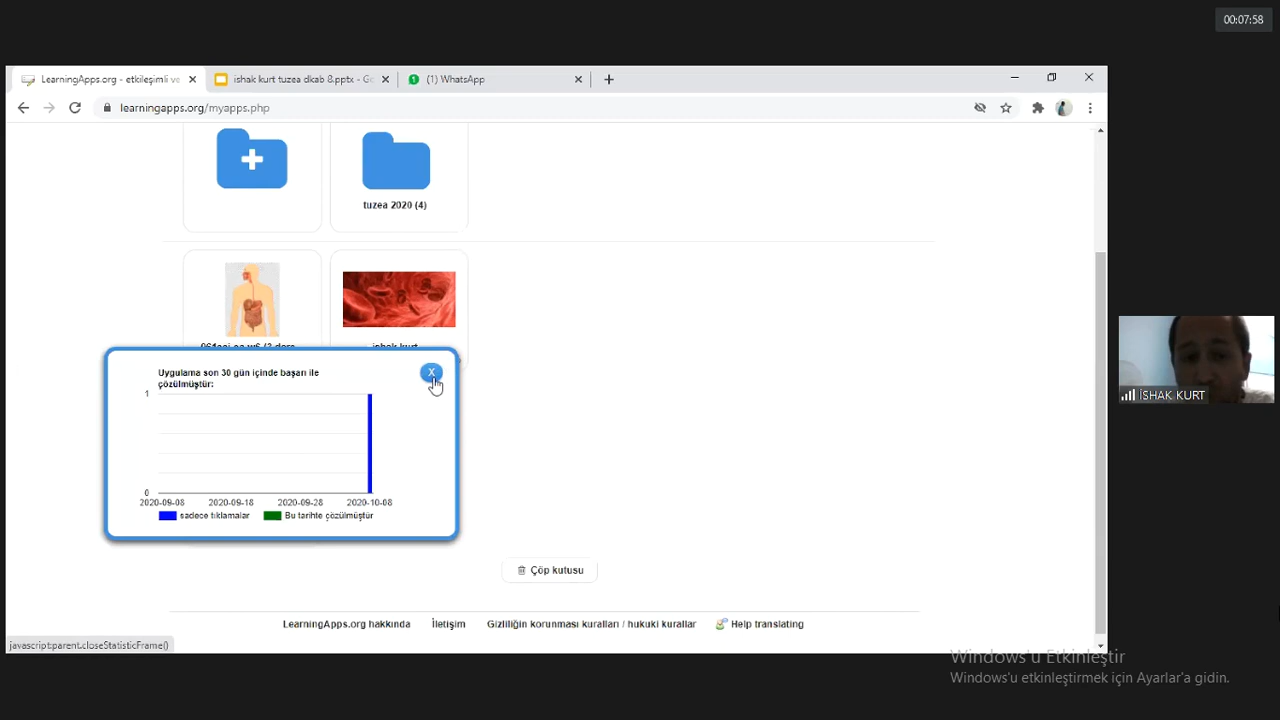 00:07:58
LearningApps.org - etkileşimli ve
ishak kurt tuzea dkab 8.pptx - Go
(1) WhatsApp
learningapps.org/myapps.php
tuzea 2020 (4)
ishak kurt
Uygulama son 30 gün içinde başarı ile
çözülmüştür:
X
1
0
2020-09-08 2020-09-18 2020-09-28 2020-10-08
sadece tıklamalar Bu tarihte çözülmüştür
İSHAK KURT
Çöp kutusu
LearningApps.org hakkında İletişim Gizliliğin korunması kuralları / hukuki kurallar Help translating
javascript:parent.closeStatisticFrame()
Windows'u Etkinleştir
Windows'u etkinleştirmek için Ayarlar'a gidin.